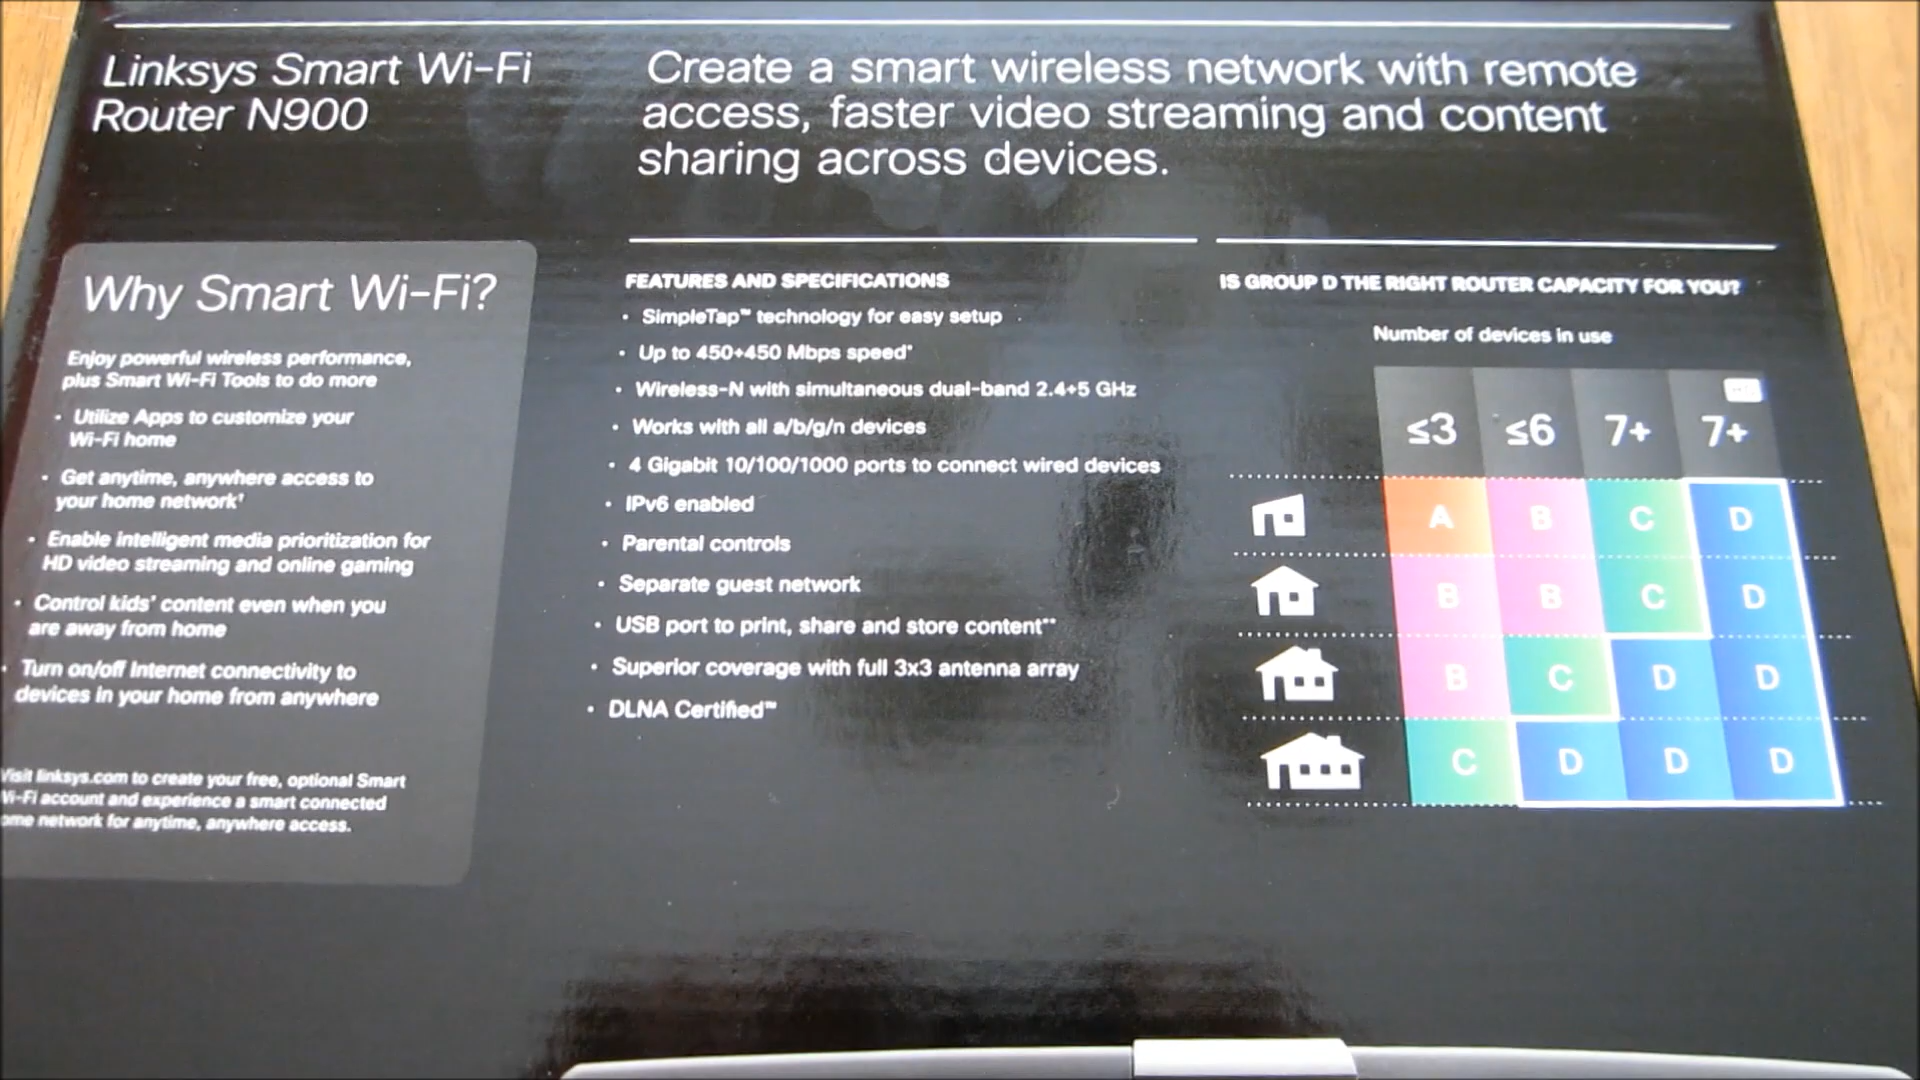 Linksys Smart Wi-Fi
Router N900
Create a smart wireless network with remote
access, faster video streaming and content
sharing across devices.
Why Smart Wi-Fi?
Enjoy powerful wireless performance,
plus Smart Wi-Fi Tools to do more
• Utilize Apps to customize your
Wi-Fi home
• Get anytime, anywhere access to
your home network†
• Enable intelligent media prioritization for
HD video streaming and online gaming
• Control kids' content even when you
are away from home
• Turn on/off Internet connectivity to
devices in your home from anywhere
Visit linksys.com to create your free, optional Smart
Wi-Fi account and experience a smart connected
ome network for anytime, anywhere access.
FEATURES AND SPECIFICATIONS
• SimpleTap™ technology for easy setup
• Up to 450+450 Mbps speed*
• Wireless-N with simultaneous dual-band 2.4+5 GHz
• Works with all a/b/g/n devices
• 4 Gigabit 10/100/1000 ports to connect wired devices
• IPv6 enabled
• Parental controls
• Separate guest network
• USB port to print, share and store content**
• Superior coverage with full 3x3 antenna array
• DLNA Certified™
IS GROUP D THE RIGHT ROUTER CAPACITY FOR YOU?
Number of devices in use
≤3 ≤6 7+ 7+
A B C D
B B C D
B C D D
C D D D